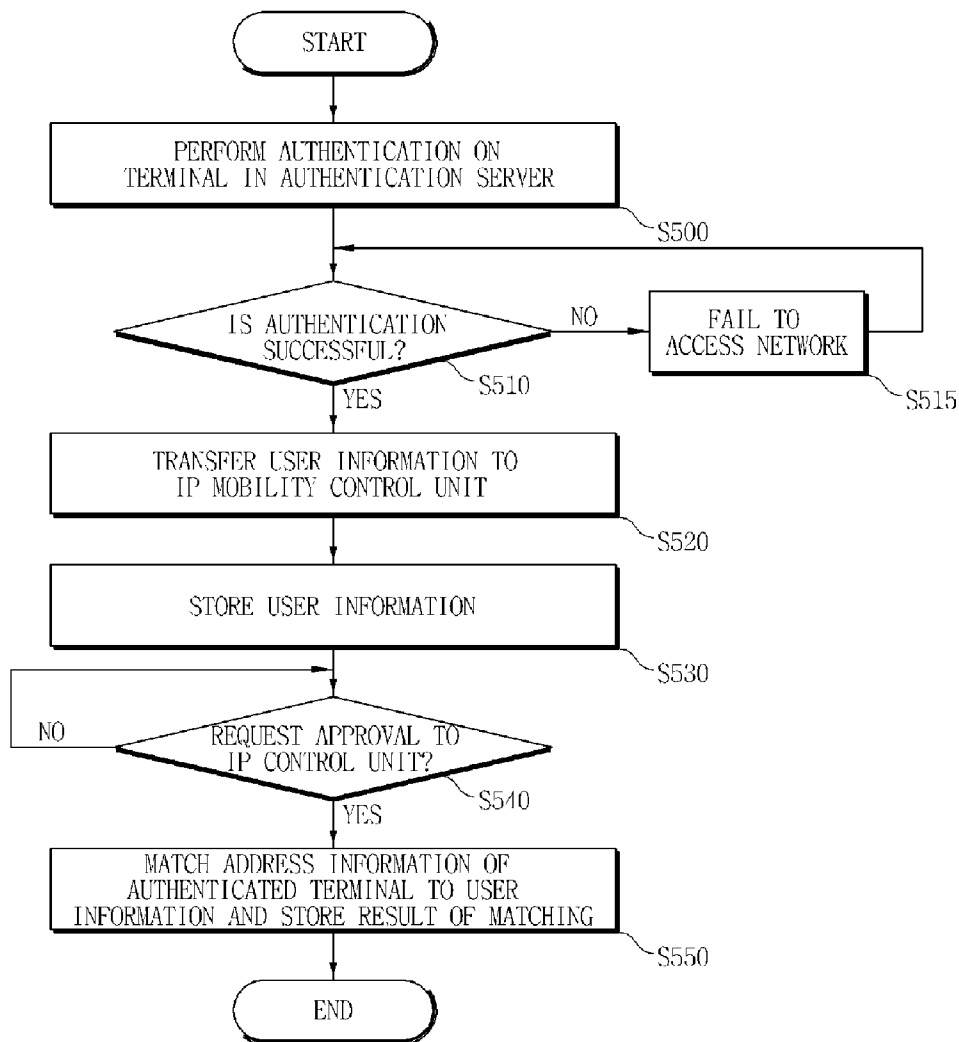 START
PERFORM AUTHENTICATION ON
TERMINAL IN AUTHENTICATION SERVER
S500
IS AUTHENTICATION
SUCCESSFUL?
S510
NO
FAIL TO
ACCESS NETWORK
S515
YES
TRANSFER USER INFORMATION TO
IP MOBILITY CONTROL UNIT
S520
STORE USER INFORMATION
S530
NO
REQUEST APPROVAL TO
IP CONTROL UNIT?
S540
YES
MATCH ADDRESS INFORMATION OF
AUTHENTICATED TERMINAL TO USER
INFORMATION AND STORE RESULT OF MATCHING
S550
END